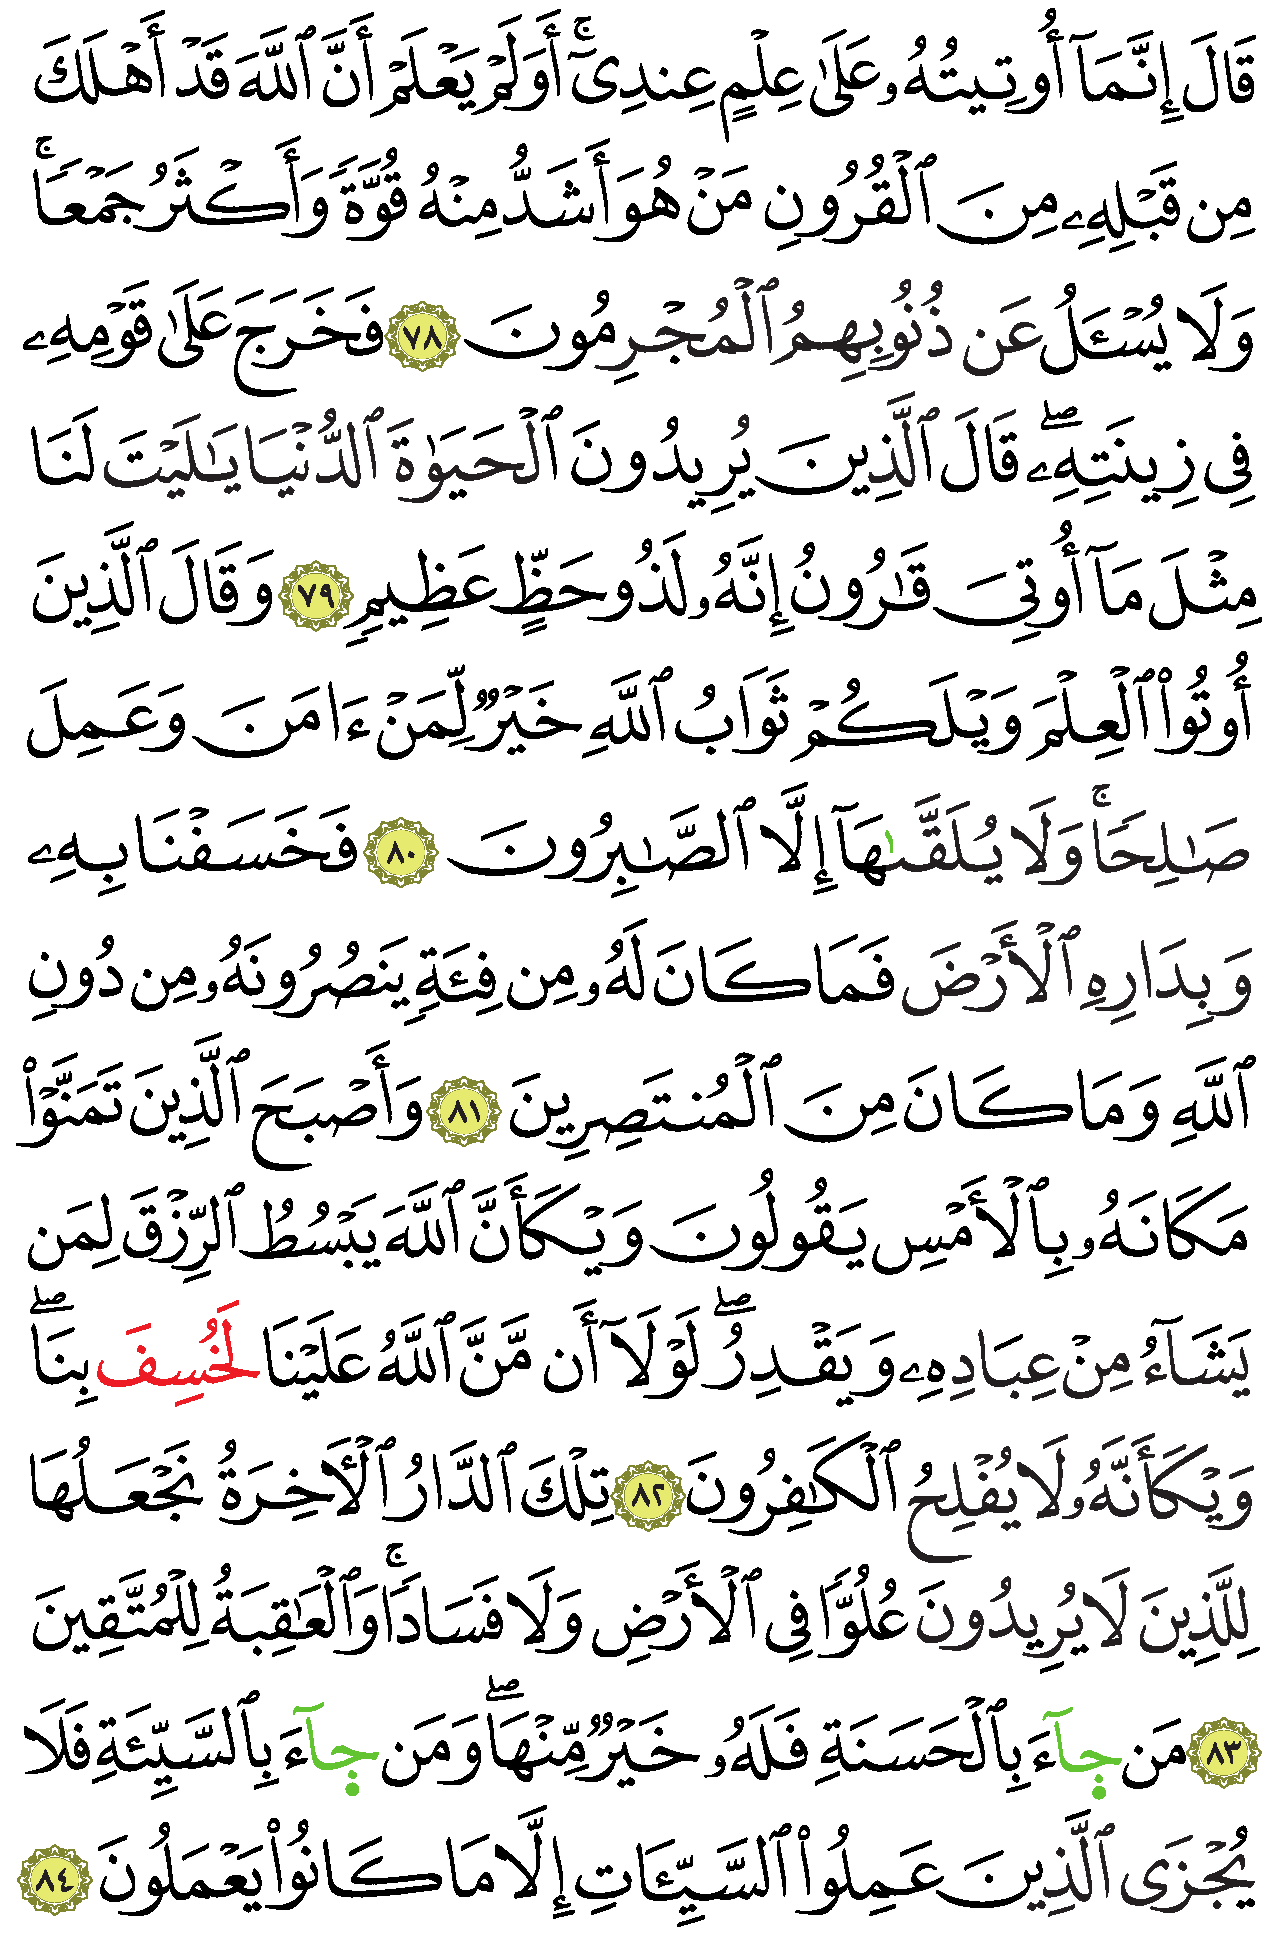 قَالَ إِنَّمَآ أُوتِيتُهُۥ عَلَىٰ عِلْمٍ عِندِىٓ ۚ أَوَلَمْ يَعْلَمْ أَنَّ ٱللَّهَ قَدْ أَهْلَكَ
مِن قَبْلِهِۦ مِنَ ٱلْقُرُونِ مَنْ هُوَ أَشَدُّ مِنْهُ قُوَّةً وَأَكْثَرُ جَمْعًا ۚ
وَلَا يُسْـَٔلُ عَن ذُنُوبِهِمُ ٱلْمُجْرِمُونَ ٧٨ فَخَرَجَ عَلَىٰ قَوْمِهِۦ
فِى زِينَتِهِۦ ۖ قَالَ ٱلَّذِينَ يُرِيدُونَ ٱلْحَيَوٰةَ ٱلدُّنْيَا يَـٰلَيْتَ لَنَا
مِثْلَ مَآ أُوتِىَ قَـٰرُونُ إِنَّهُۥ لَذُو حَظٍّ عَظِيمٍ ٧٩ وَقَالَ ٱلَّذِينَ
أُوتُوا۟ ٱلْعِلْمَ وَيْلَكُمْ ثَوَابُ ٱللَّهِ خَيْرٌ لِّمَنْ ءَامَنَ وَعَمِلَ
صَـٰلِحًا ۚ وَلَا يُلَقَّىٰهَآ إِلَّا ٱلصَّـٰبِرُونَ ٨٠ فَخَسَفْنَا بِهِۦ
وَبِدَارِهِ ٱلْأَرْضَ فَمَا كَانَ لَهُۥ مِن فِئَةٍ يَنصُرُونَهُۥ مِن دُونِ
ٱللَّهِ وَمَا كَانَ مِنَ ٱلْمُنتَصِرِينَ ٨١ وَأَصْبَحَ ٱلَّذِينَ تَمَنَّوْا۟
مَكَانَهُۥ بِٱلْأَمْسِ يَقُولُونَ وَيْكَأَنَّ ٱللَّهَ يَبْسُطُ ٱلرِّزْقَ لِمَن
يَشَآءُ مِنْ عِبَادِهِۦ وَيَقْدِرُ ۖ لَوْلَآ أَن مَّنَّ ٱللَّهُ عَلَيْنَا لَخُسِفَ بِنَا ۖ
وَيْكَأَنَّهُۥ لَا يُفْلِحُ ٱلْكَـٰفِرُونَ ٨٢ تِلْكَ ٱلدَّارُ ٱلْـَٔاخِرَةُ نَجْعَلُهَا
لِلَّذِينَ لَا يُرِيدُونَ عُلُوًّا فِى ٱلْأَرْضِ وَلَا فَسَادًا ۚ وَٱلْعَـٰقِبَةُ لِلْمُتَّقِينَ
٨٣ مَن جِآءَ بِٱلْحَسَنَةِ فَلَهُۥ خَيْرٌ مِّنْهَا ۖ وَمَن جِآءَ بِٱلسَّيِّئَةِ فَلَا
يُجْزَى ٱلَّذِينَ عَمِلُوا۟ ٱلسَّيِّـَٔاتِ إِلَّا مَا كَانُوا۟ يَعْمَلُونَ ٨٤